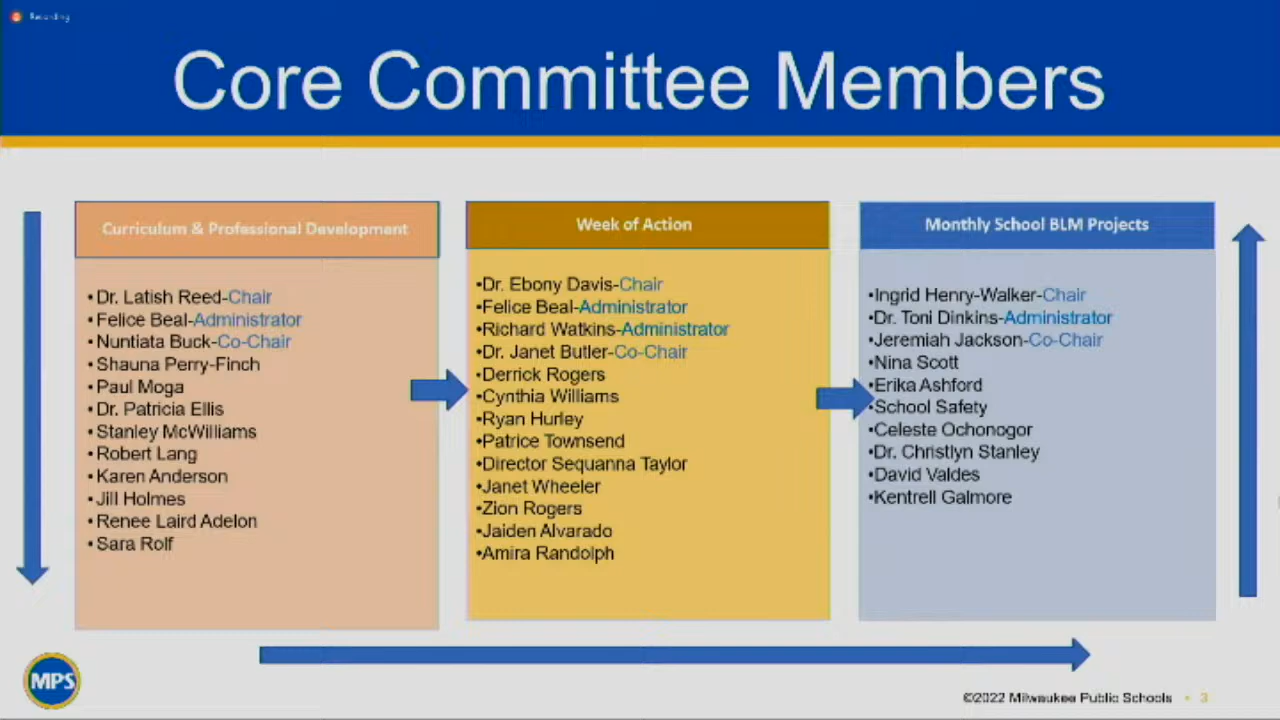 Recording
Core Committee Members
Curriculum & Professional Development
•Dr. Latish Reed-Chair
•Felice Beal-Administrator
•Nuntiata Buck-Co-Chair
•Shauna Perry-Finch
•Paul Moga
•Dr. Patricia Ellis
•Stanley McWilliams
•Robert Lang
•Karen Anderson
•Jill Holmes
•Renee Laird Adelon
•Sara Rolf
Week of Action
•Dr. Ebony Davis-Chair
•Felice Beal-Administrator
•Richard Watkins-Administrator
•Dr. Janet Butler-Co-Chair
•Derrick Rogers
•Cynthia Williams
•Ryan Hurley
•Patrice Townsend
•Director Sequanna Taylor
•Janet Wheeler
•Zion Rogers
•Jaiden Alvarado
•Amira Randolph
Monthly School BLM Projects
•Ingrid Henry-Walker-Chair
•Dr. Toni Dinkins-Administrator
•Jeremiah Jackson-Co-Chair
•Nina Scott
•Erika Ashford
•School Safety
•Celeste Ochonogor
•Dr. Christlyn Stanley
•David Valdes
•Kentrell Galmore
MPS
©2022 Milwaukee Public Schools • 3